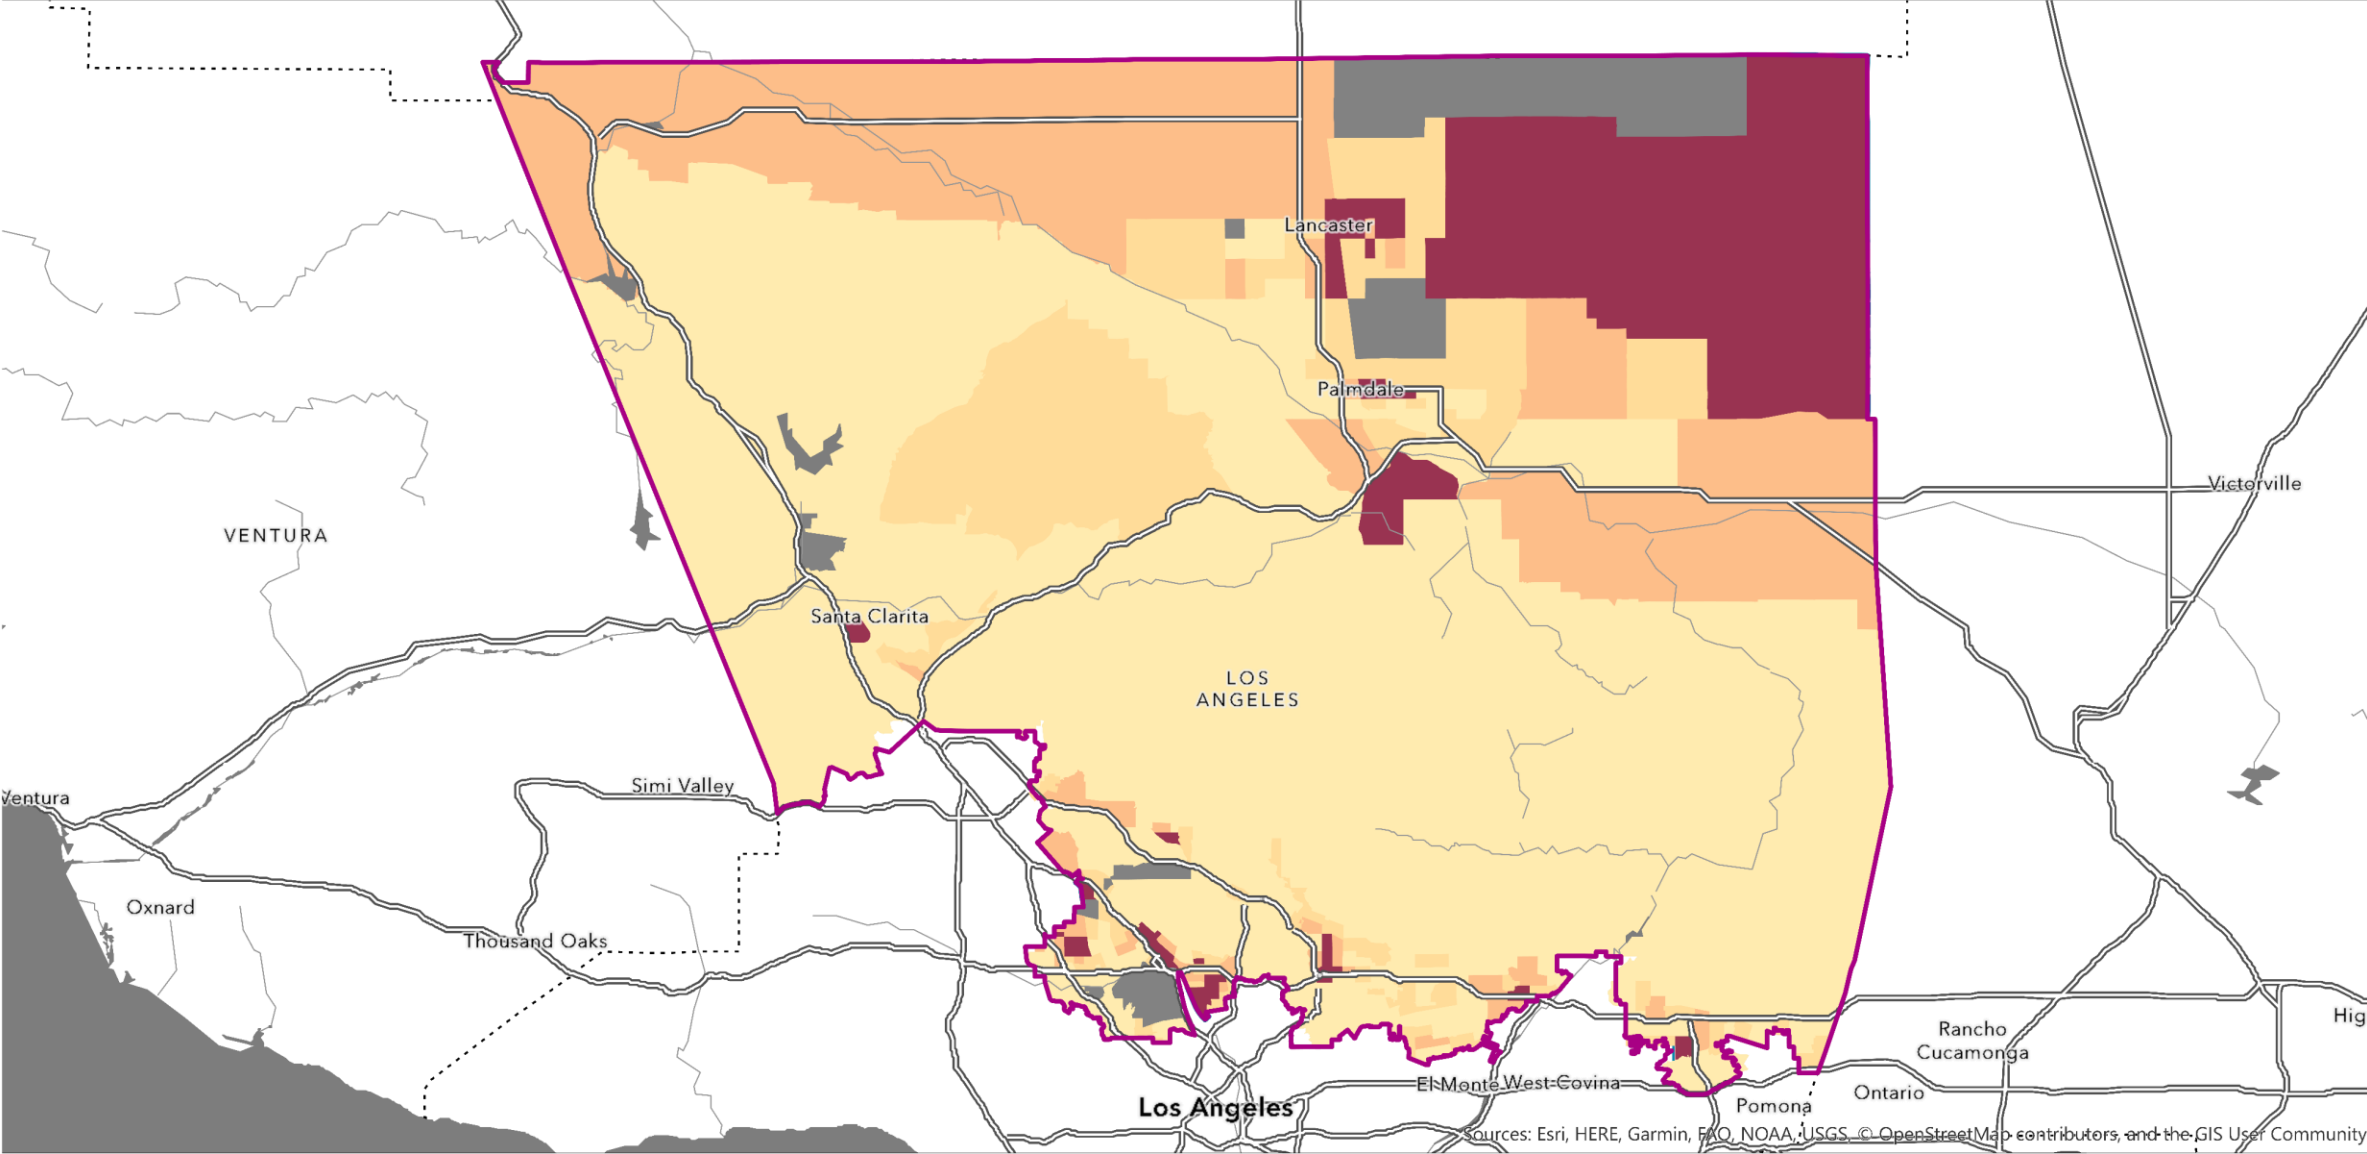 Lancaster
Palmdale
Victorville
VENTURA
Santa Clarita
LOS
ANGELES
Simi Valley
Ventura
Oxnard
Thousand Oaks
Hig
Rancho
Cucamonga
El Monte
West Covina
Ontario
Los Angeles
Pomona
Sources: Esri, HERE, Garmin, FAO, NOAA, USGS, © OpenStreetMap contributors, and the GIS User Community